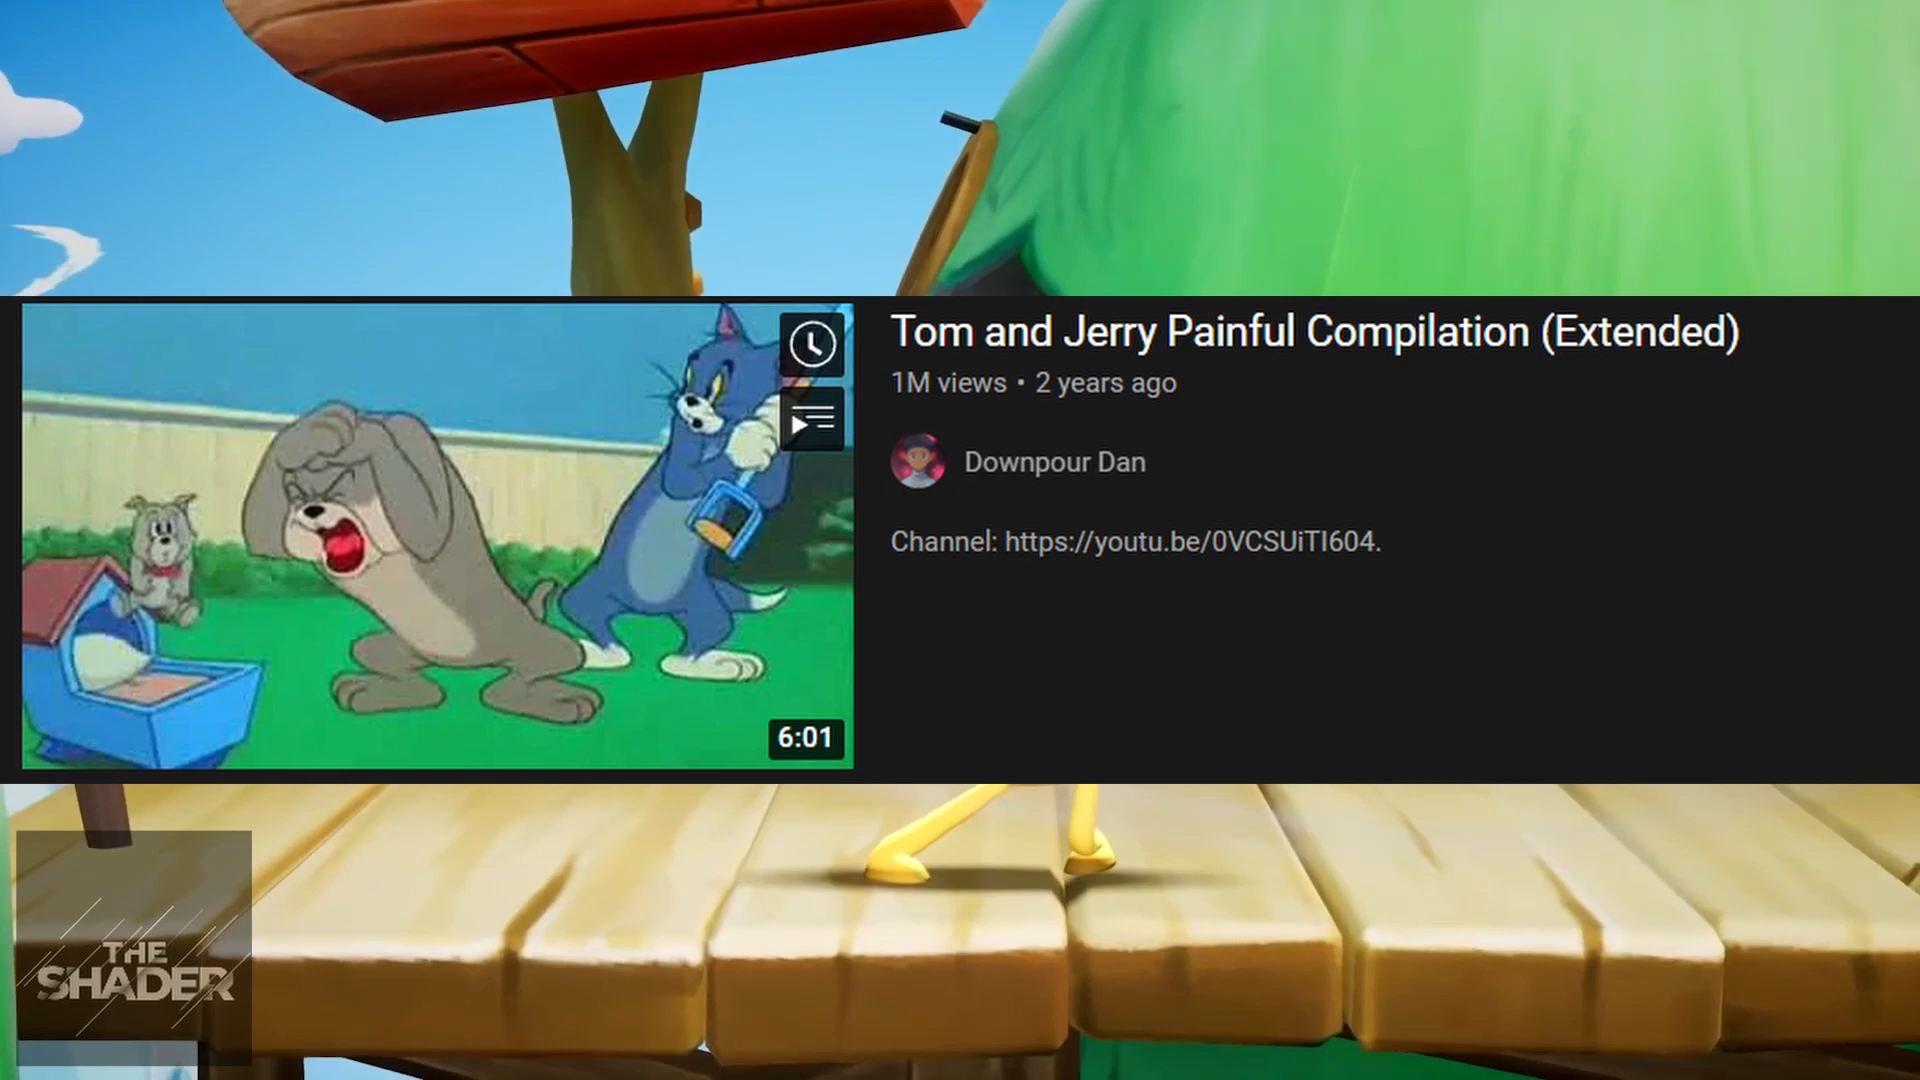 Tom and Jerry Painful Compilation (Extended)
1M views • 2 years ago
Downpour Dan
Channel: https://youtu.be/0VCSUiTI604.
6:01
THE
SHADER